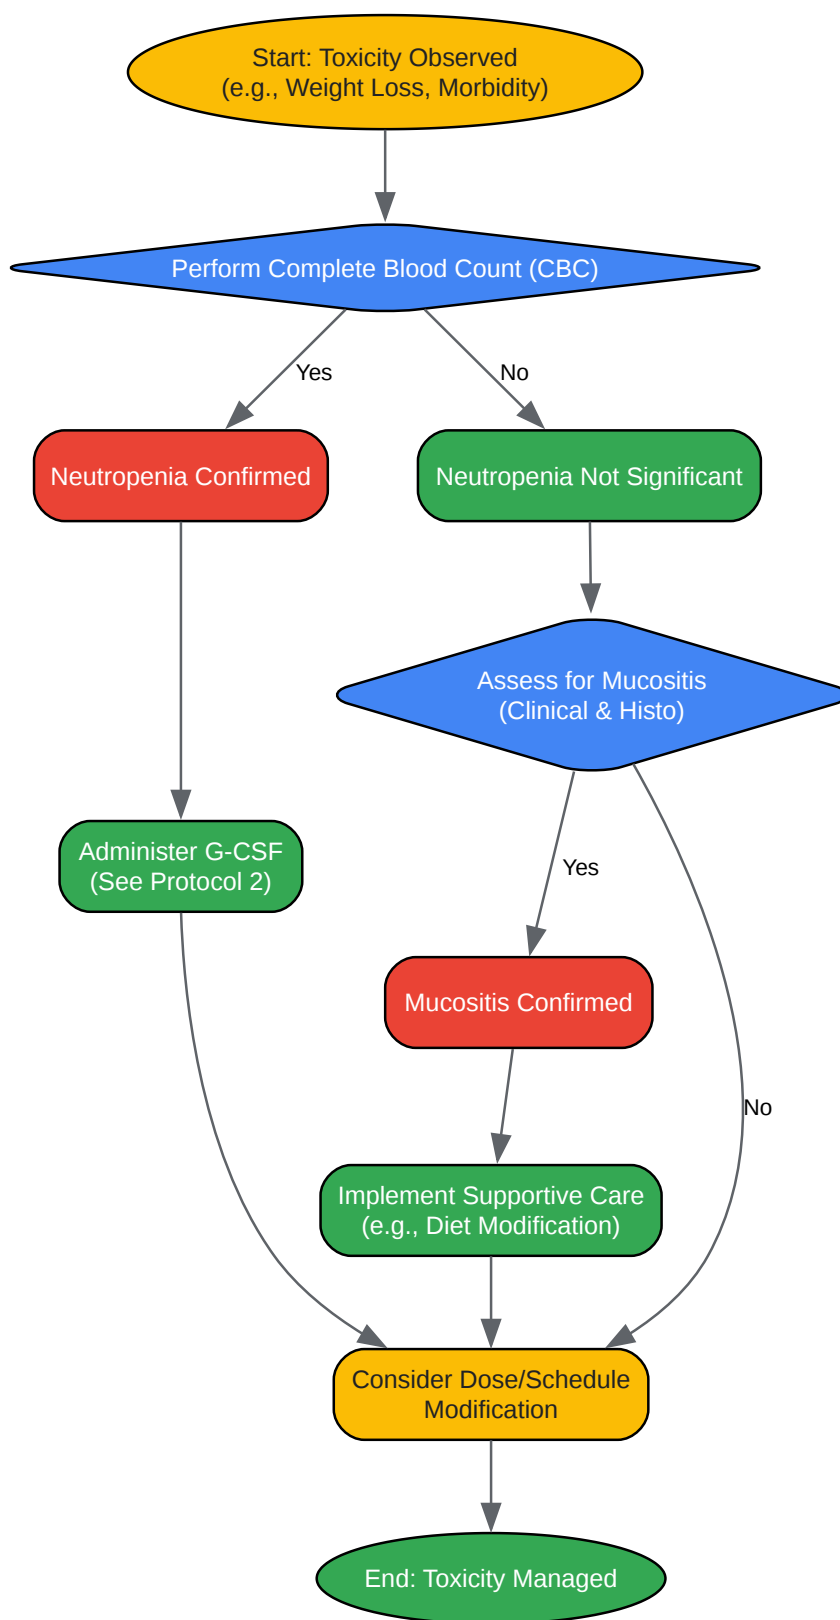 Start: Toxicity Observed
(e.g., Weight Loss, Morbidity)
Perform Complete Blood Count (CBC)
Yes
No
Neutropenia Confirmed
Neutropenia Not Significant
Assess for Mucositis
(Clinical & Histo)
Administer G-CSF
(See Protocol 2)
Yes
Mucositis Confirmed
No
Implement Supportive Care
(e.g., Diet Modification)
Consider Dose/Schedule
Modification
End: Toxicity Managed